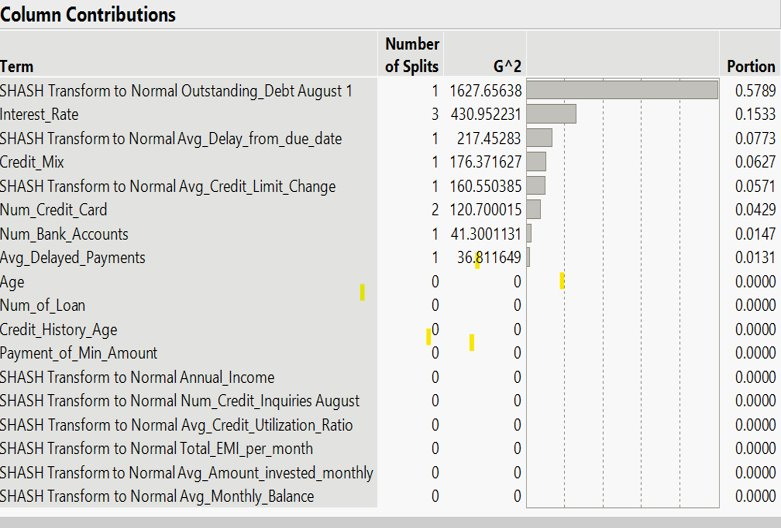 Column Contributions
Number
Term of Splits G^2 Portion
SHASH Transform to Normal Outstanding_Debt August 1 1 1627.65638 0.5789
Interest_Rate 3 430.952231 0.1533
SHASH Transform to Normal Avg_Delay_from_due_date 1 217.45283 0.0773
Credit_Mix 1 176.371627 0.0627
SHASH Transform to Normal Avg_Credit_Limit_Change 1 160.550385 0.0571
Num_Credit_Card 2 120.700015 0.0429
Num_Bank_Accounts 1 41.3001131 0.0147
Avg_Delayed_Payments 1 36.811649 0.0131
Age 0 0 0.0000
Num_of_Loan 0 0 0.0000
Credit_History_Age 0 0 0.0000
Payment_of_Min_Amount 0 0 0.0000
SHASH Transform to Normal Annual_Income 0 0 0.0000
SHASH Transform to Normal Num_Credit_Inquiries August 0 0 0.0000
SHASH Transform to Normal Avg_Credit_Utilization_Ratio 0 0 0.0000
SHASH Transform to Normal Total_EMI_per_month 0 0 0.0000
SHASH Transform to Normal Avg_Amount_invested_monthly 0 0 0.0000
SHASH Transform to Normal Avg_Monthly_Balance 0 0 0.0000